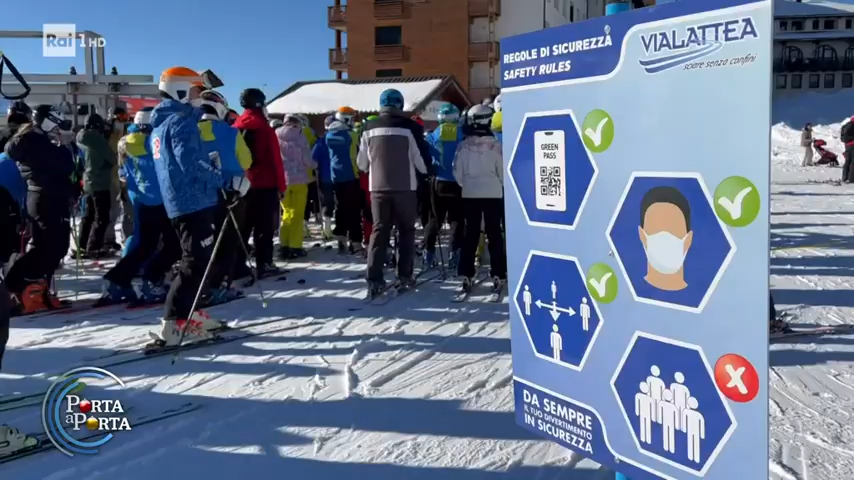 Rai 1 HD
REGOLE DI SICUREZZA
SAFETY RULES
VIALATTEA
sciare senza confini
GREEN
PASS
DA SEMPRE
IL TUO DIVERTIMENTO
IN SICUREZZA
PORTA
A PORTA